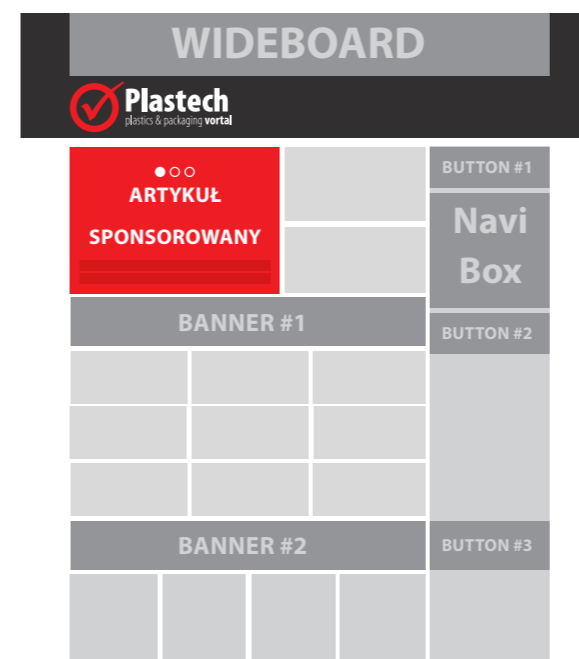 WIDEBOARD
Plastech
plastics & packaging vortal
ARTYKUŁ
SPONSOROWANY
BUTTON #1
Navi
Box
BANNER #1
BUTTON #2
BANNER #2
BUTTON #3